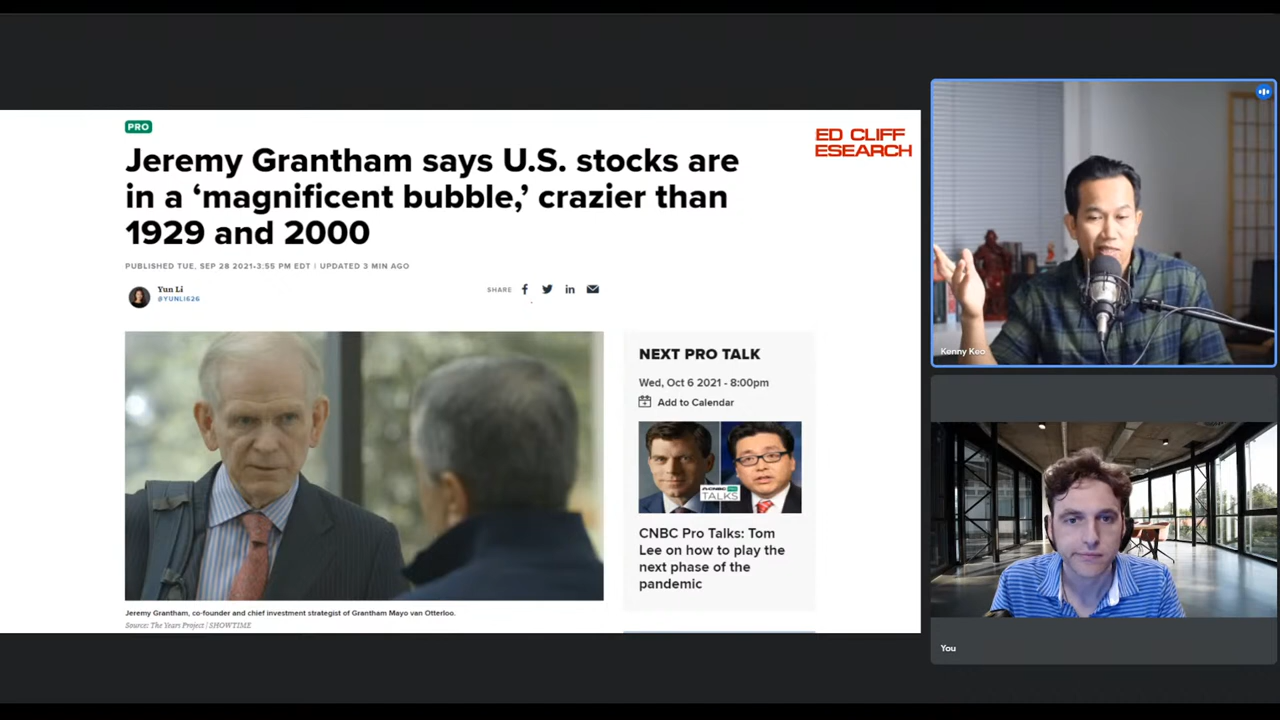 PRO
ED CLIFF
ESEARCH
Jeremy Grantham says U.S. stocks are
in a ‘magnificent bubble,’ crazier than
1929 and 2000
PUBLISHED TUE, SEP 28 2021-3:55 PM EDT | UPDATED 3 MIN AGO
Yun Li
@YUNLI626
SHARE
NEXT PRO TALK
Wed, Oct 6 2021 - 8:00pm
Add to Calendar
CNBC PRO
TALKS
CNBC Pro Talks: Tom
Lee on how to play the
next phase of the
pandemic
Jeremy Grantham, co-founder and chief investment strategist of Grantham Mayo van Otterloo.
Source: The Years Project | SHOWTIME
Kenny Keo
You